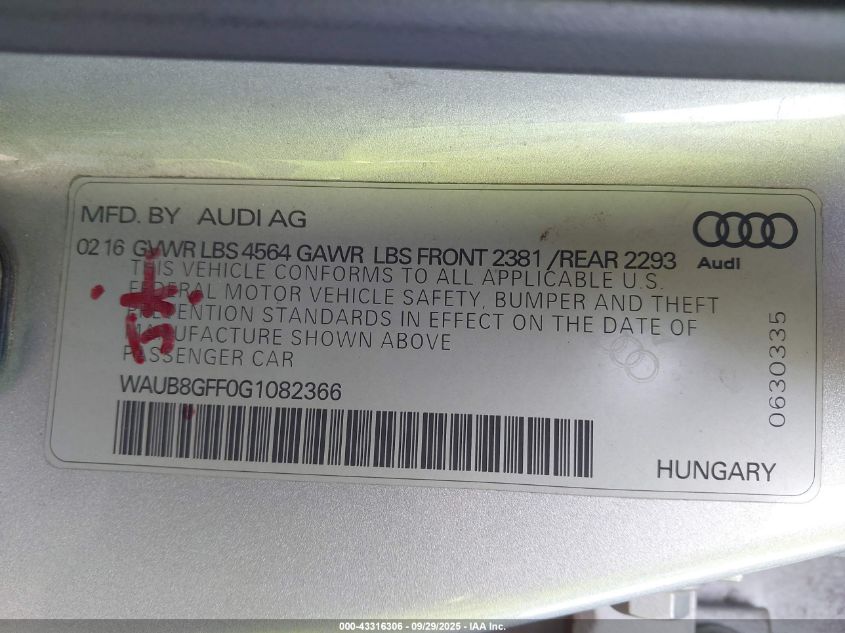 MFD. BY AUDI AG
02 16 GVWR LBS 4564 GAWR LBS FRONT 2381 /REAR 2293
THIS VEHICLE CONFORMS TO ALL APPLICABLE U.S.
FEDERAL MOTOR VEHICLE SAFETY, BUMPER AND THEFT
PREVENTION STANDARDS IN EFFECT ON THE DATE OF
MANUFACTURE SHOWN ABOVE
PASSENGER CAR
WAUB8GFF0G1082366
HUNGARY
Audi
0630335
000-43316306 - 09/29/2025 - IAA Inc.